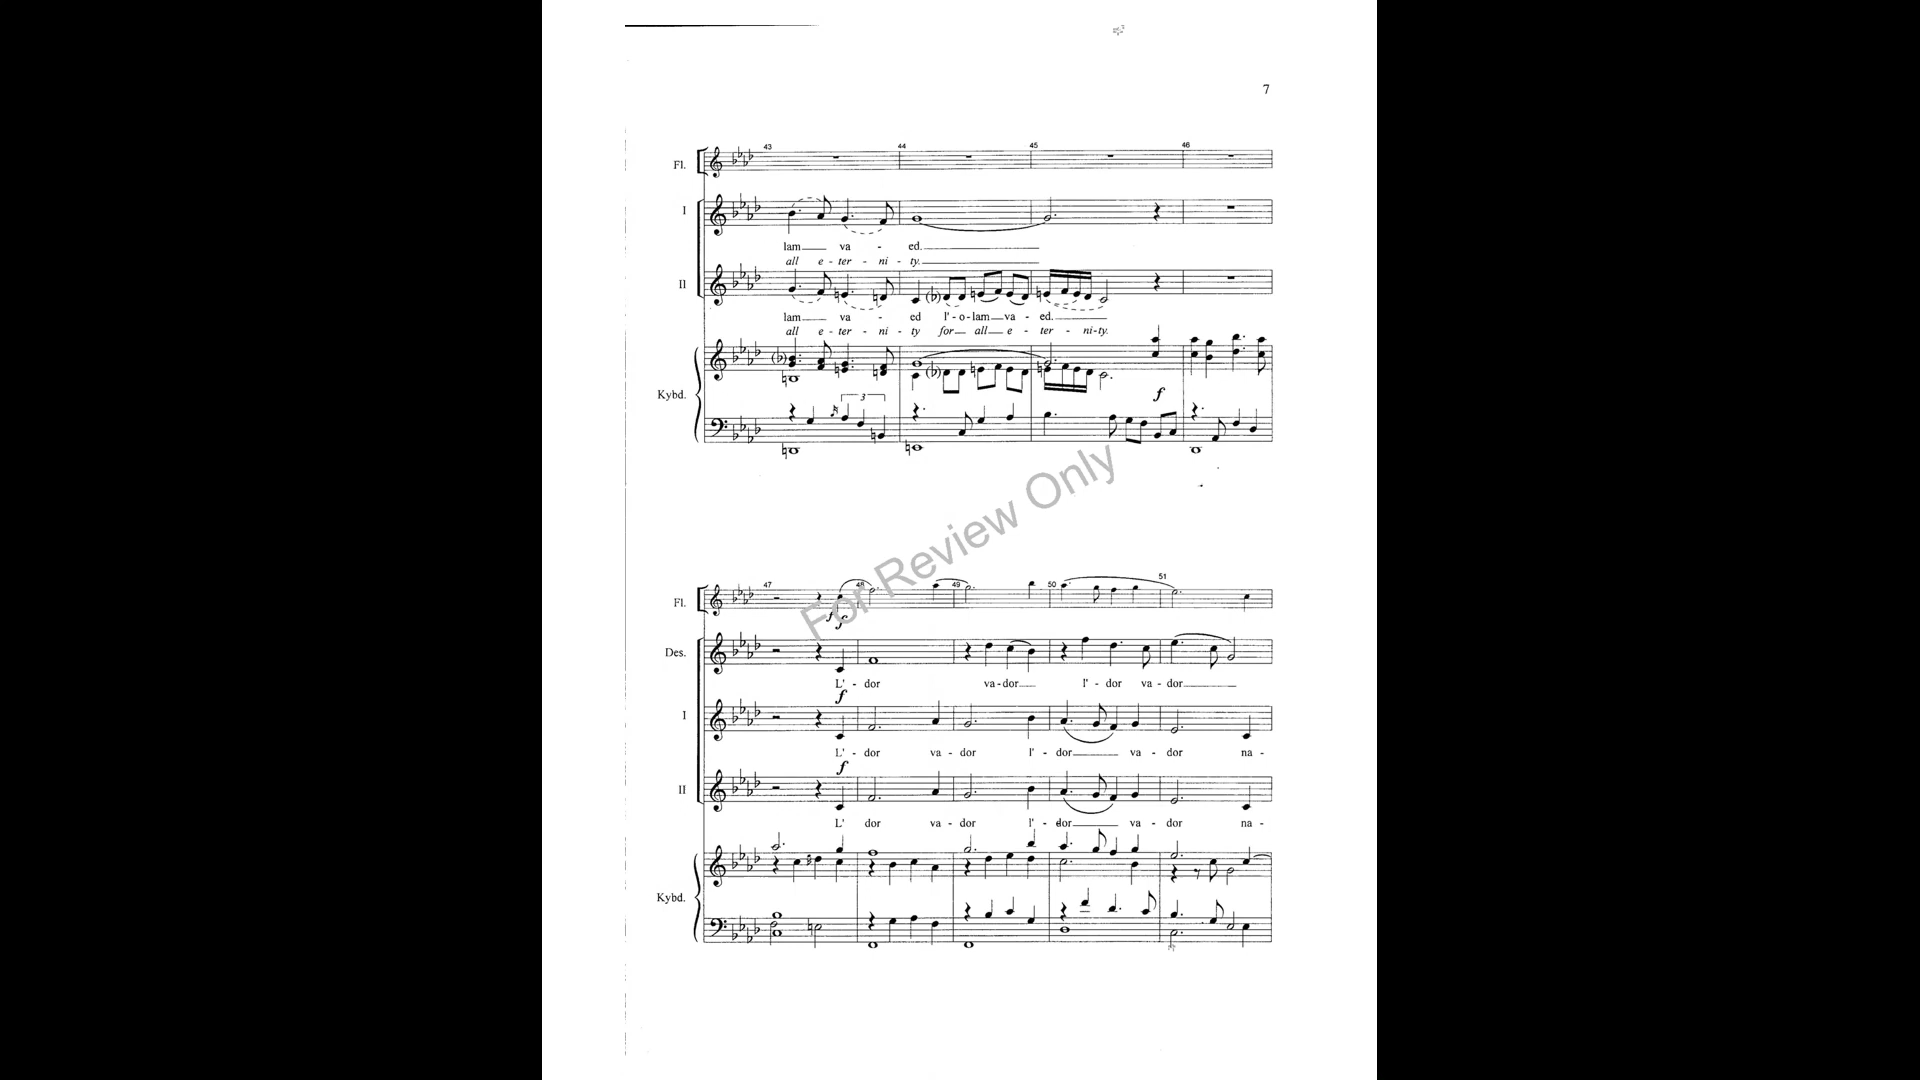 7
43 44 45 46
Fl.
I
lam va - ed.
all e - ter - ni - ty.
II
lam va - ed l' - o - lam va - ed.
all e - ter - ni - ty for all e - ter - ni-ty.
3
Kybd.
f
For Review Only
47 48 49 50 51
Fl.
f
Des.
L' - dor va - dor l' - dor va - dor
f
I
L' - dor va - dor l' - dor va - dor na -
f
II
L' dor va - dor l' - dor va - dor na -
Kybd.